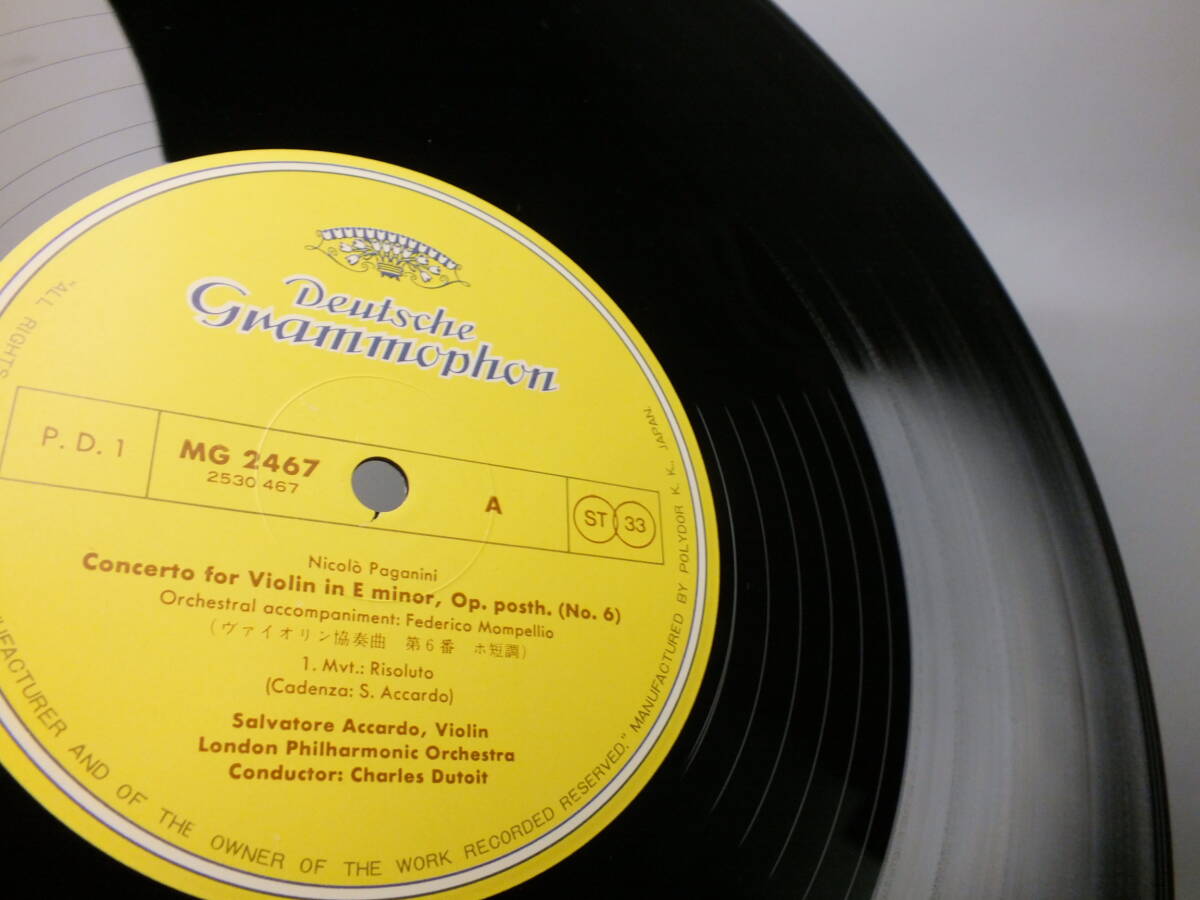 Deutsche
Grammophon
P. D. 1
MG 2467
2530 467
A
ST 33
Nicolò Paganini
Concerto for Violin in E minor, Op. posth. (No. 6)
Orchestral accompaniment: Federico Mompellio
(ヴァイオリン協奏曲 第6番 ホ短調)
1. Mvt.: Risoluto
(Cadenza: S. Accardo)
Salvatore Accardo, Violin
London Philharmonic Orchestra
Conductor: Charles Dutoit
"ALL RIGHTS
UFACTURER AND OF THE OWNER OF THE WORK RECORDED RESERVED." MANUFACTURED BY POLYDOR K. K., JAPAN.